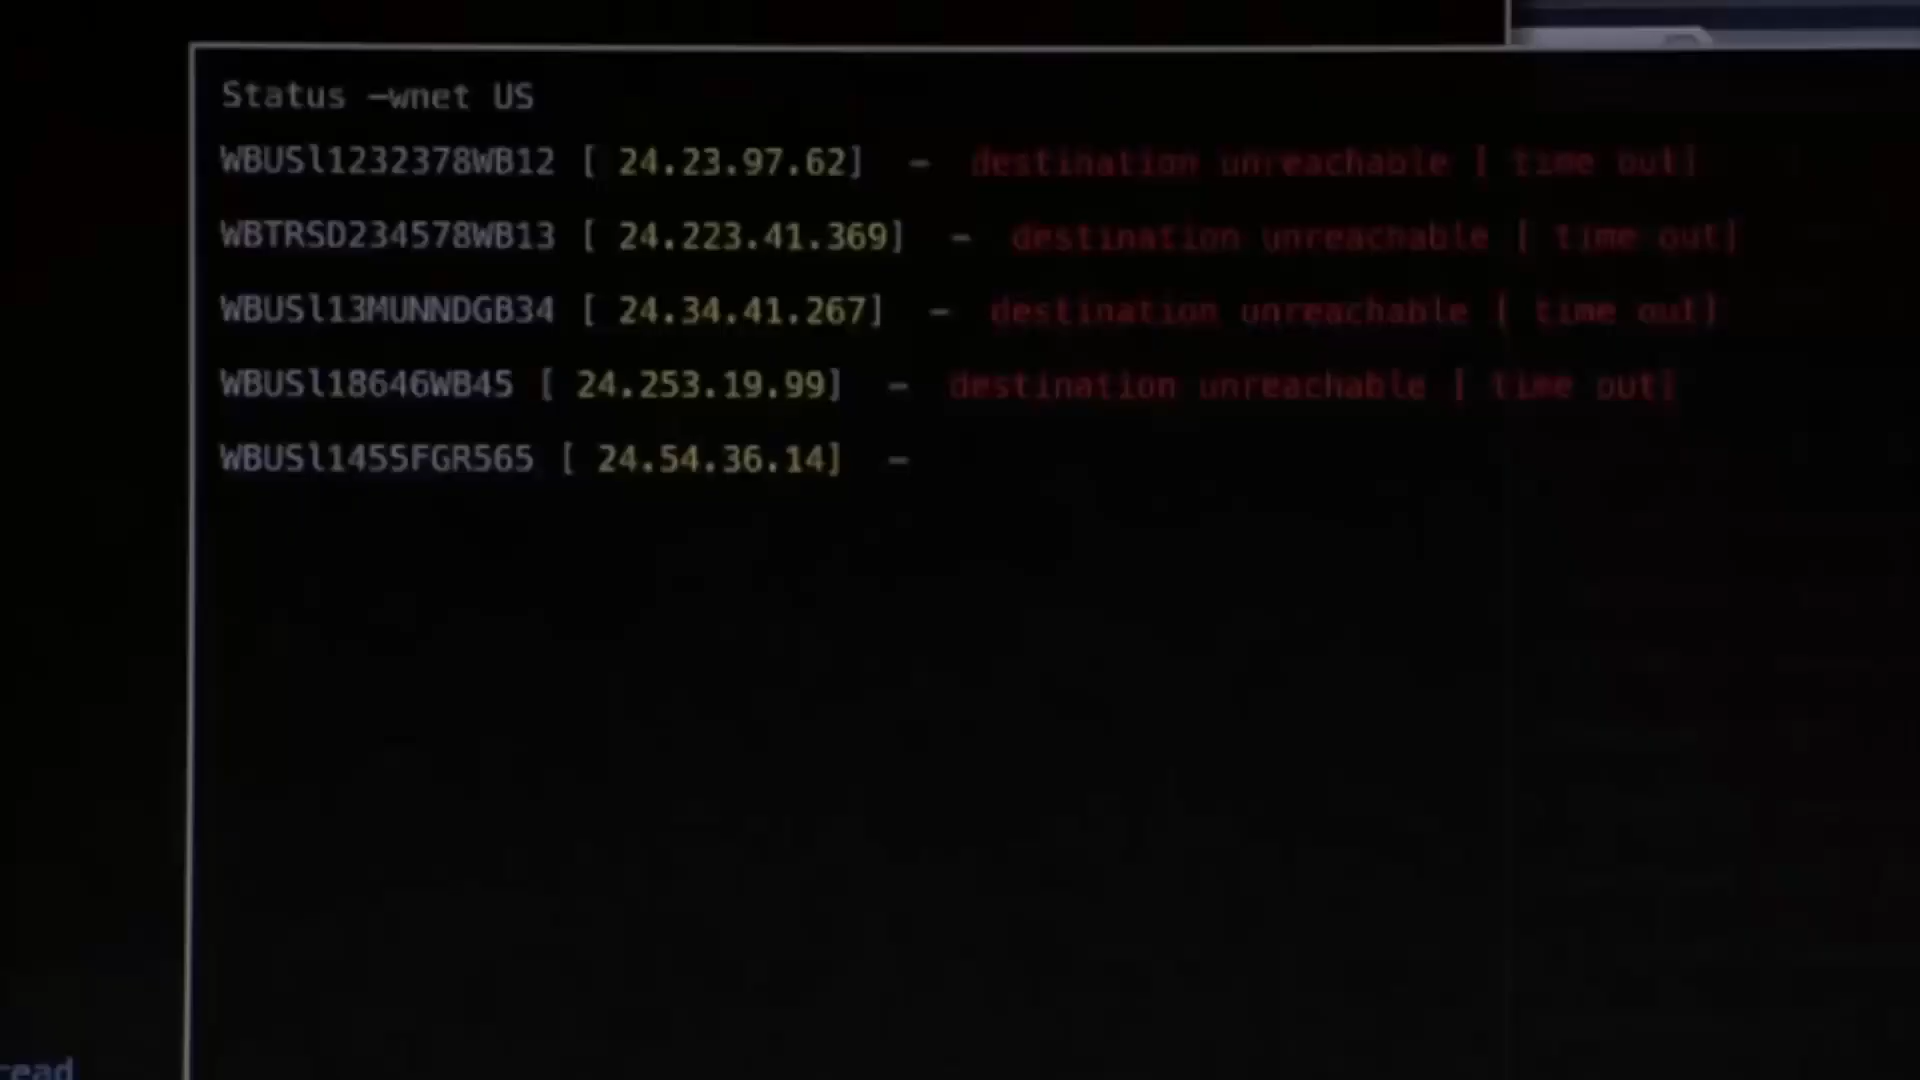 Status —wnet US
WBUSl1232378WB12 [ 24.23.97.62] — destination unreachable [ time out]
WBTRSD234578WB13 [ 24.223.41.369] — destination unreachable [ time out]
WBUSl13MUNNDGB34 [ 24.34.41.267] — destination unreachable [ time out]
WBUSl18646WB45 [ 24.253.19.99] — destination unreachable [ time out]
WBUSl1455FGR565 [ 24.54.36.14] —
read